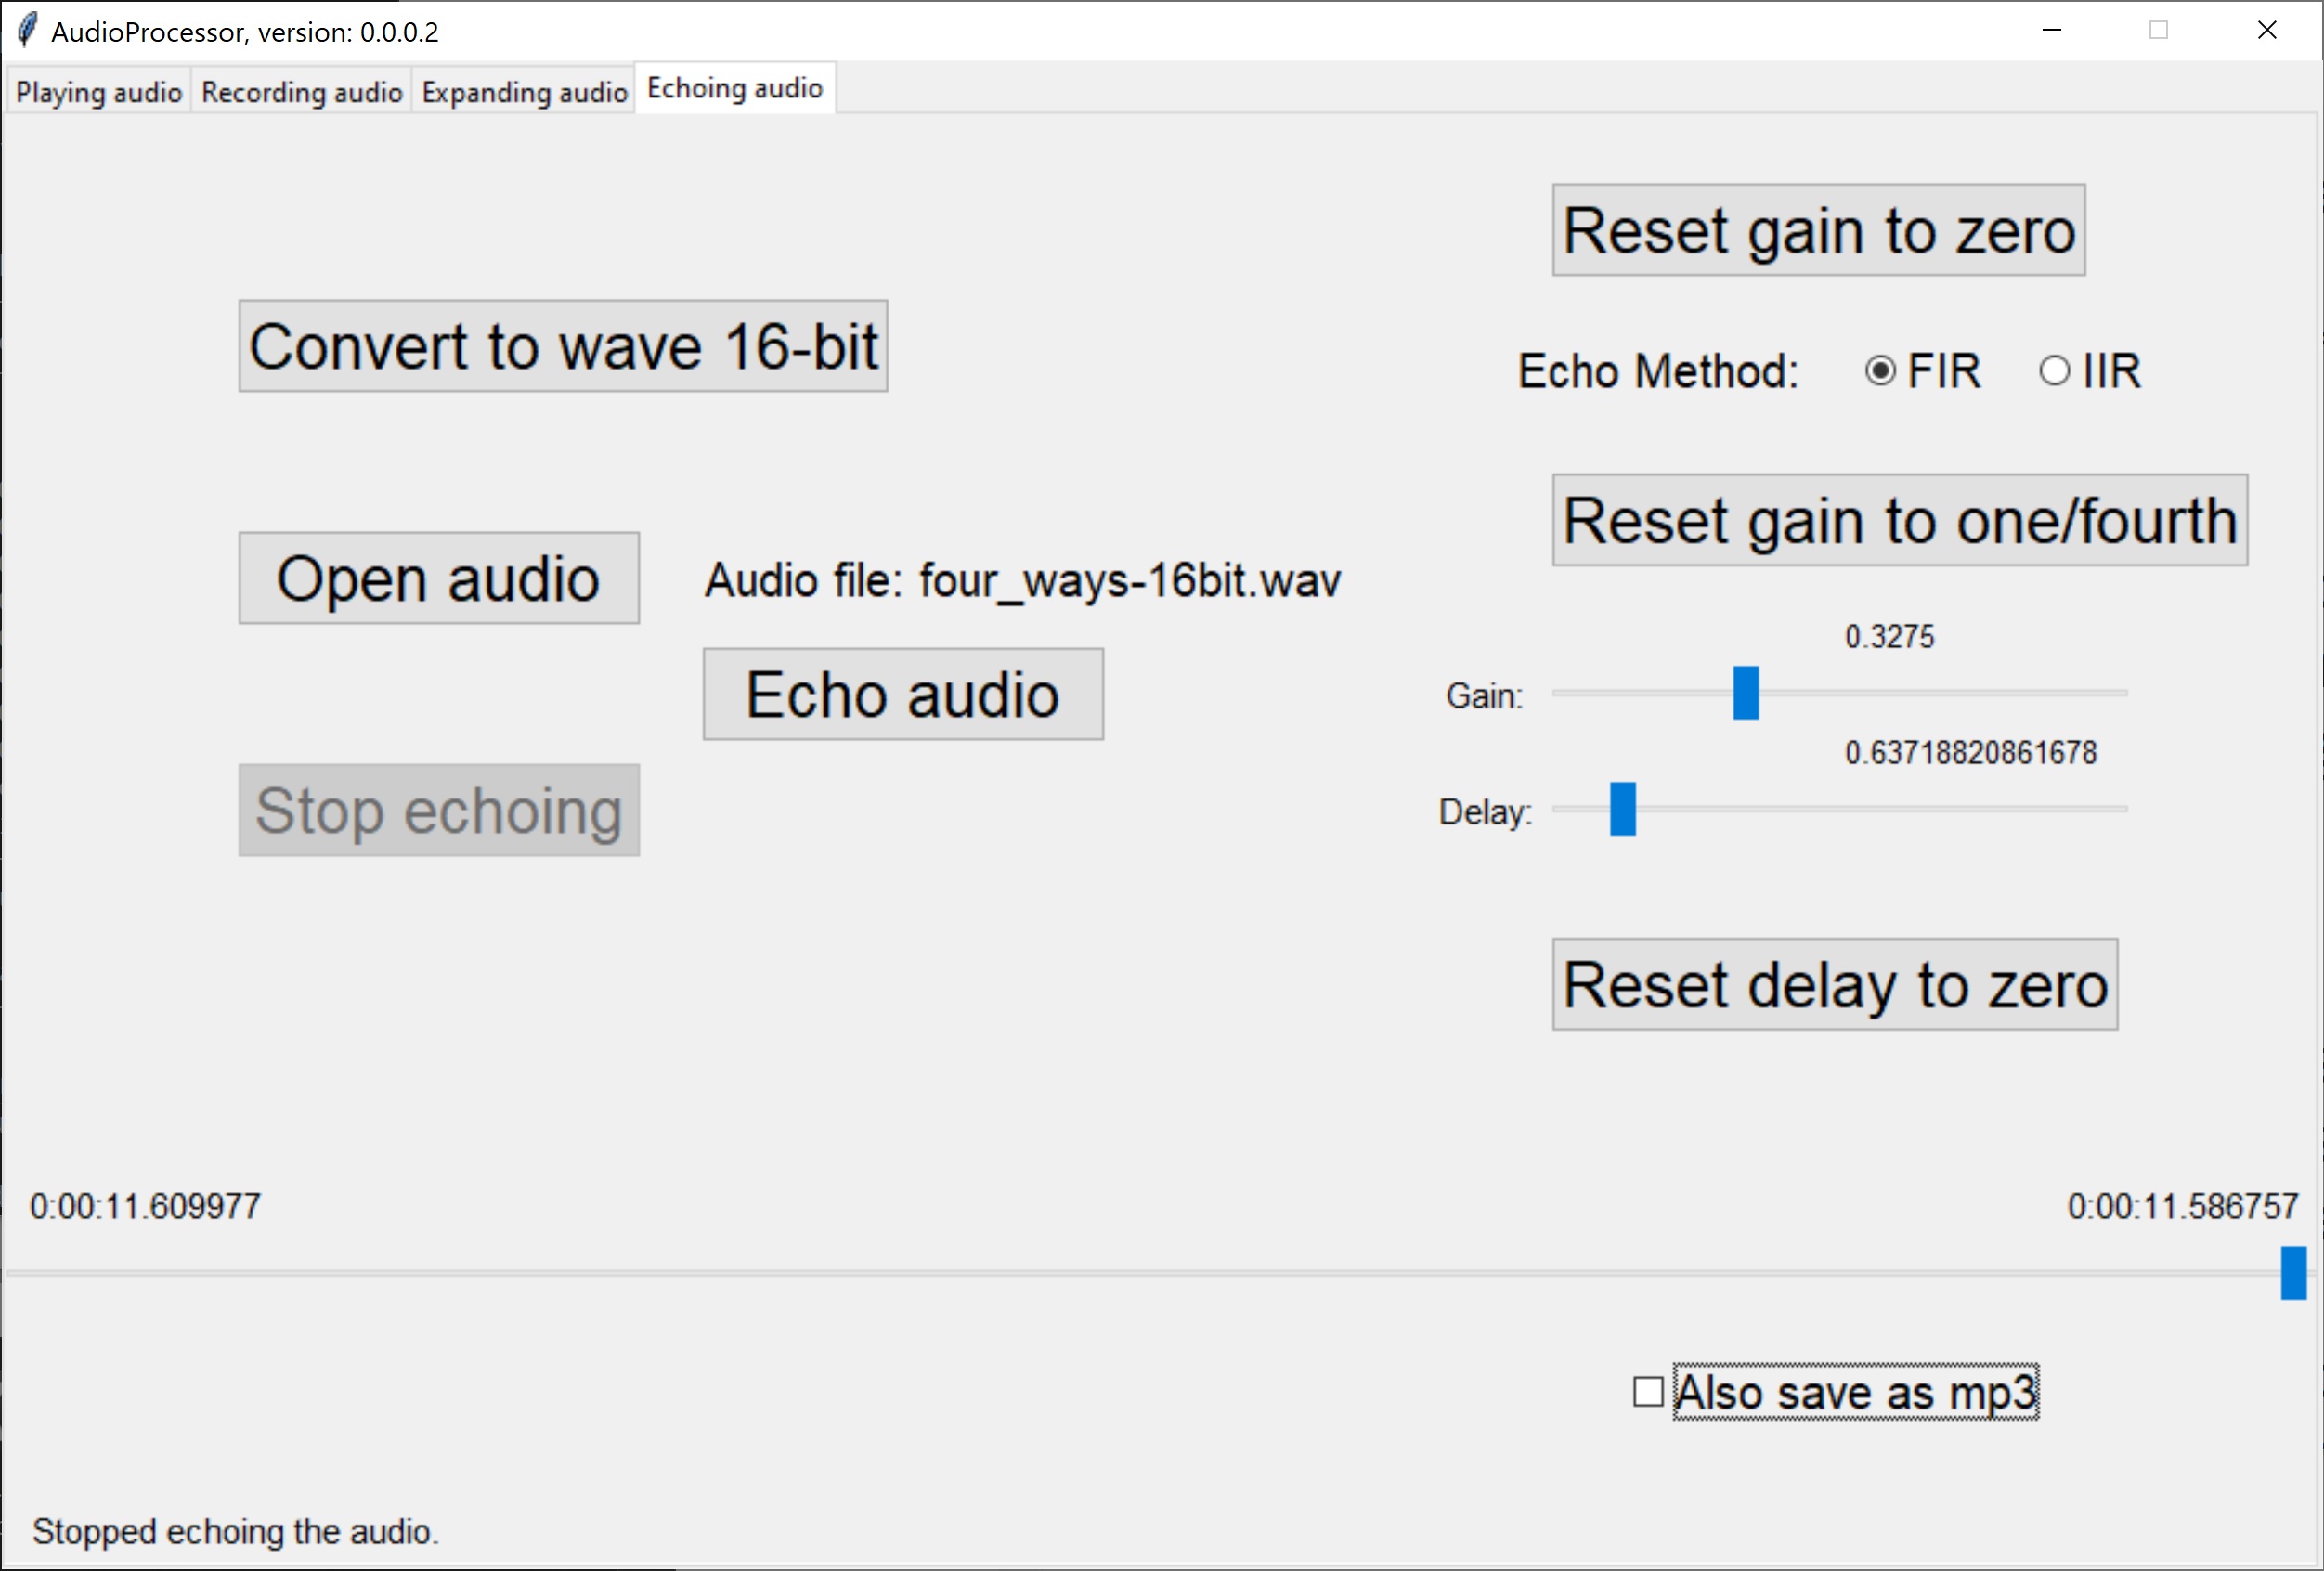 AudioProcessor, version: 0.0.0.2
Playing audio Recording audio Expanding audio Echoing audio
Reset gain to zero
Convert to wave 16-bit
Echo Method: FIR IIR
Reset gain to one/fourth
Open audio
Audio file: four_ways-16bit.wav
0.3275
Echo audio
Gain:
0.63718820861678
Stop echoing
Delay:
Reset delay to zero
0:00:11.609977
0:00:11.586757
Also save as mp3
Stopped echoing the audio.